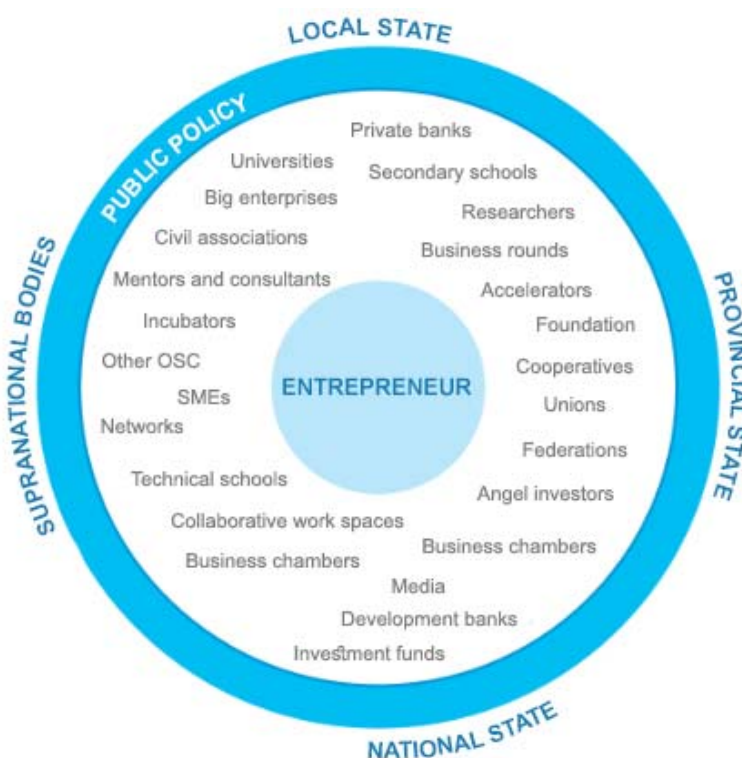 LOCAL STATE
PUBLIC POLICY
Private banks
Universities
Secondary schools
Big enterprises
Researchers
Civil associations
Business rounds
Mentors and consultants
Accelerators
Incubators
Foundation
Other OSC
Cooperatives
SMEs
ENTREPRENEUR
Unions
Networks
Federations
Technical schools
Angel investors
Collaborative work spaces
Business chambers
Business chambers
Media
Development banks
Investment funds
SUPRANATIONAL BODIES
PROVINCIAL STATE
NATIONAL STATE